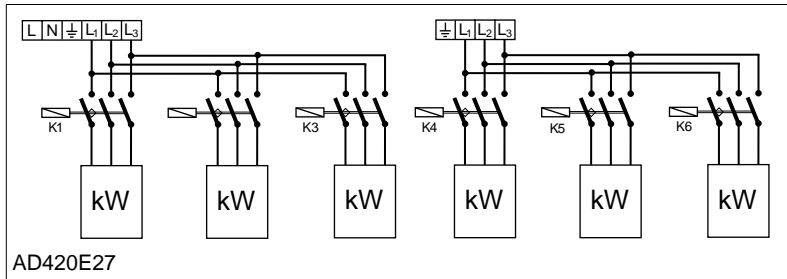 L N ⏚ L1 L2 L3
⏚ L1 L2 L3
K1
K3
K4
K5
K6
kW kW kW kW kW kW
AD420E27